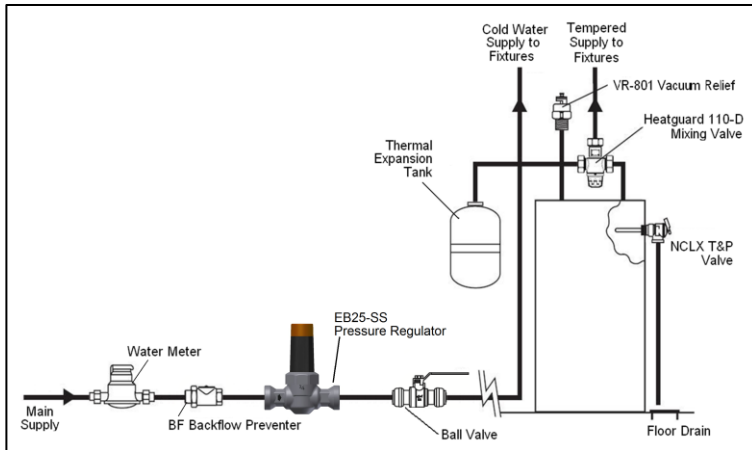 Cold Water
Supply to
Fixtures
Tempered
Supply to
Fixtures
VR-801 Vacuum Relief
Heatguard 110-D
Mixing Valve
Thermal
Expansion
Tank
NCLX T&P
Valve
EB25-SS
Pressure Regulator
Water Meter
Main
Supply
BF Backflow Preventer
Ball Valve
Floor Drain